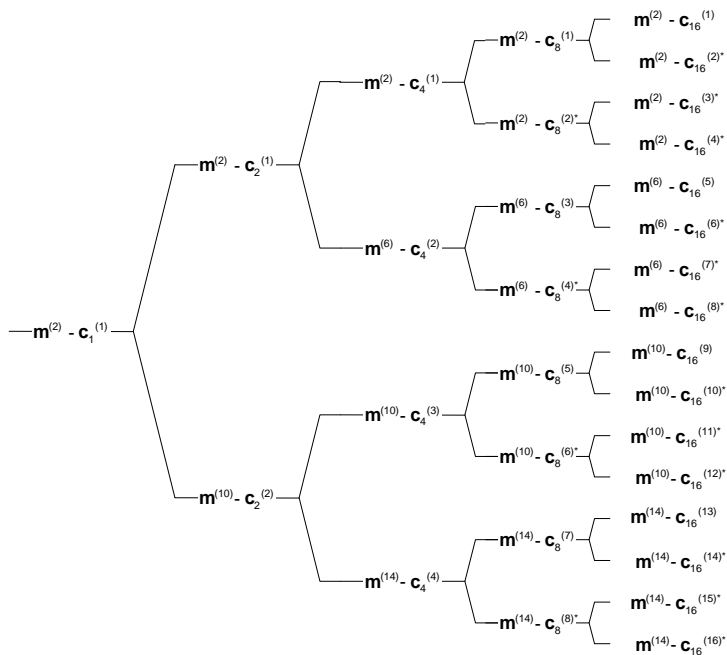 m(2) - c16(1)
m(2) - c8(1)
m(2) - c16(2)*
m(2) - c4(1)
m(2) - c16(3)*
m(2) - c8(2)*
m(2) - c16(4)*
m(2) - c2(1)
m(6) - c16(5)
m(6) - c8(3)
m(6) - c16(6)*
m(6) - c4(2)
m(6) - c16(7)*
m(6) - c8(4)*
m(6) - c16(8)*
m(2) - c1(1)
m(10) - c16(9)
m(10) - c8(5)
m(10) - c16(10)*
m(10) - c4(3)
m(10) - c16(11)*
m(10) - c8(6)*
m(10) - c16(12)*
m(10) - c2(2)
m(14) - c16(13)
m(14) - c8(7)
m(14) - c16(14)*
m(14) - c4(4)
m(14) - c16(15)*
m(14) - c8(8)*
m(14) - c16(16)*